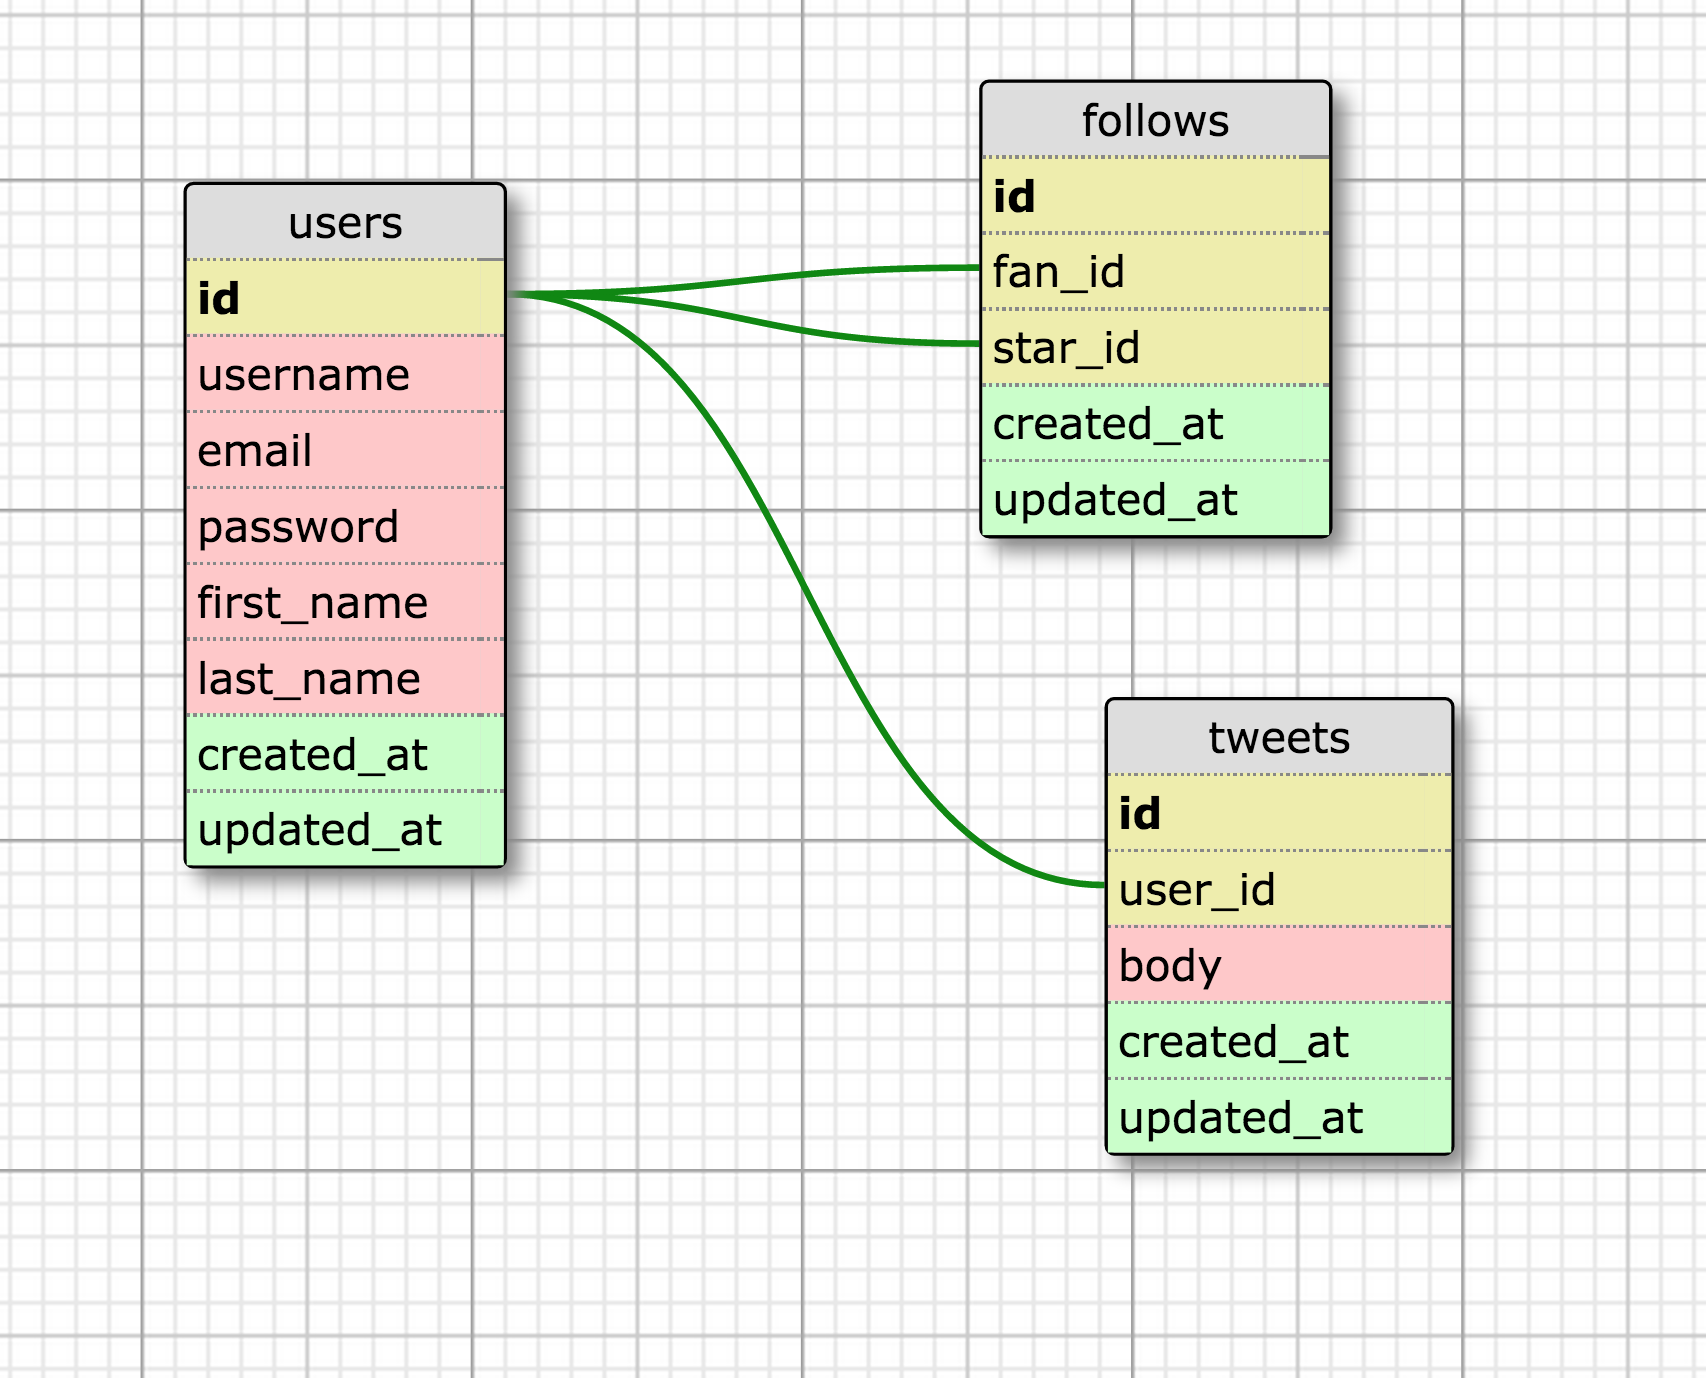 users
id
username
email
password
first_name
last_name
created_at
updated_at
follows
id
fan_id
star_id
created_at
updated_at
tweets
id
user_id
body
created_at
updated_at